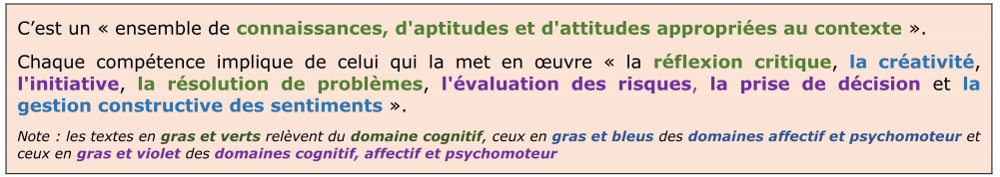 C’est un « ensemble de connaissances, d'aptitudes et d'attitudes appropriées au contexte ».
Chaque compétence implique de celui qui la met en œuvre « la réflexion critique, la créativité,
l'initiative, la résolution de problèmes, l'évaluation des risques, la prise de décision et la
gestion constructive des sentiments ».
Note : les textes en gras et verts relèvent du domaine cognitif, ceux en gras et bleus des domaines affectif et psychomoteur et
ceux en gras et violet des domaines cognitif, affectif et psychomoteur